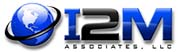 I2M
ASSOCIATES, LLC